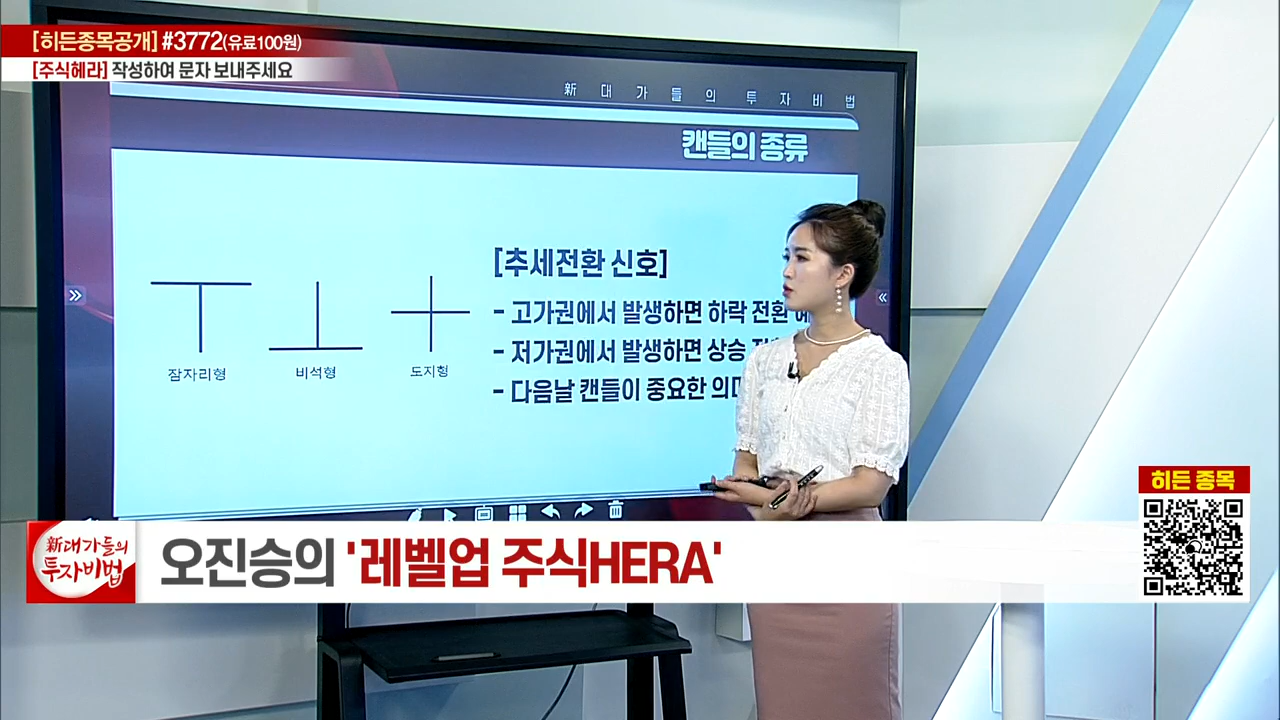 [히든종목공개] #3772(유료100원)
[주식헤라] 작성하여 문자 보내주세요
新 대 가 들 의 투 자 비 법
캔들의 종류
[추세전환 신호]
- 고가권에서 발생하면 하락 전환
- 저가권에서 발생하면 상승
- 다음날 캔들이 중요한
잠자리형
비석형
도지형
히든 종목
新대가들의
투자비법
오진승의 '레벨업 주식HERA'